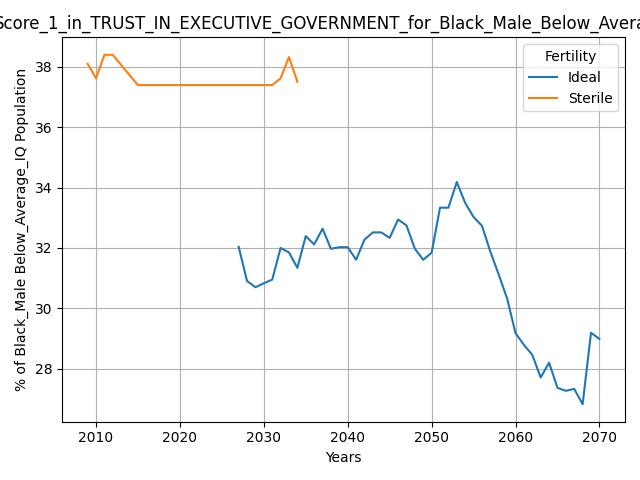 Score_1_in_TRUST_IN_EXECUTIVE_GOVERNMENT_for_Black_Male_Below_Avera
Fertility
Ideal
Sterile
% of Black_Male Below_Average_IQ Population
38
36
34
32
30
28
2010 2020 2030 2040 2050 2060 2070
Years